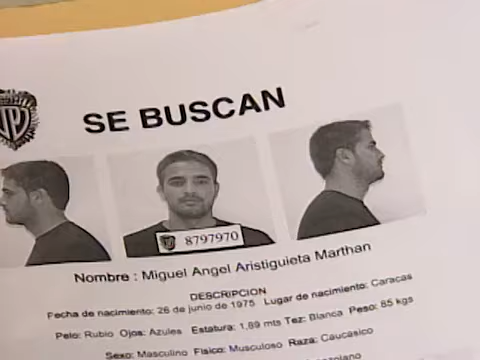 SE BUSCAN
8797970
Nombre : Miguel Angel Aristiguieta Marthan
DESCRIPCION
Fecha de nacimiento: 26 de junio de 1975 Lugar de nacimiento: Caracas
Pelo: Rubio Ojos: Azules Estatura: 1,89 mts Tez: Blanca Peso: 85 kgs
Sexo: Masculino Fisico: Musculoso Raza: Caucásico